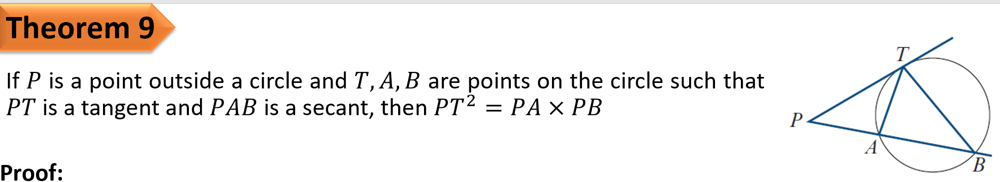 Theorem 9
If P is a point outside a circle and T, A, B are points on the circle such that
PT is a tangent and PAB is a secant, then PT² = PA × PB
Proof:
T
P
A
B